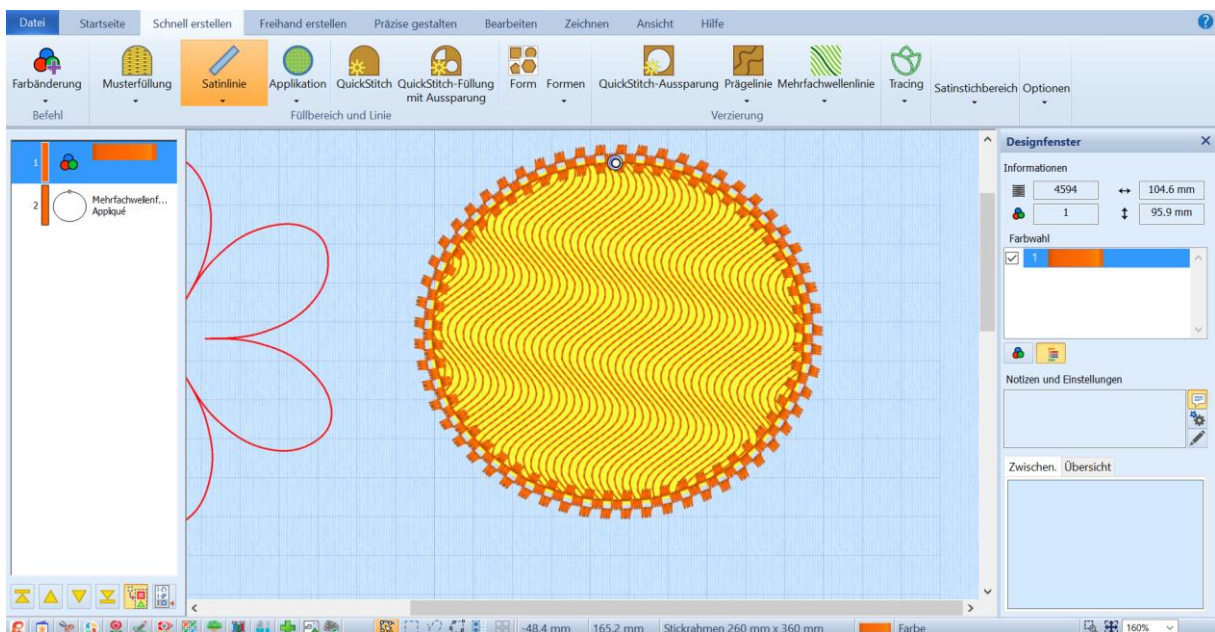 Datei Startseite Schnell erstellen Freihand erstellen Präzise gestalten Bearbeiten Zeichnen Ansicht Hilfe
Farbänderung Musterfüllung Satinlinie Applikation QuickStitch QuickStitch-Füllung mit Aussparung Form Formen QuickStitch-Aussparung Prägelinie Mehrfachwellenlinie Tracing Satinstichbereich Optionen
Befehl Füllbereich und Linie Verzierung
1
2 Mehrfachwellenf...
Appliqué
Designfenster
Informationen
4594 104.6 mm
1 95.9 mm
Farbwahl
1
Notizen und Einstellungen
Zwischen. Übersicht
-48.4 mm 165.2 mm Stickrahmen 260 mm x 360 mm Farbe 160%